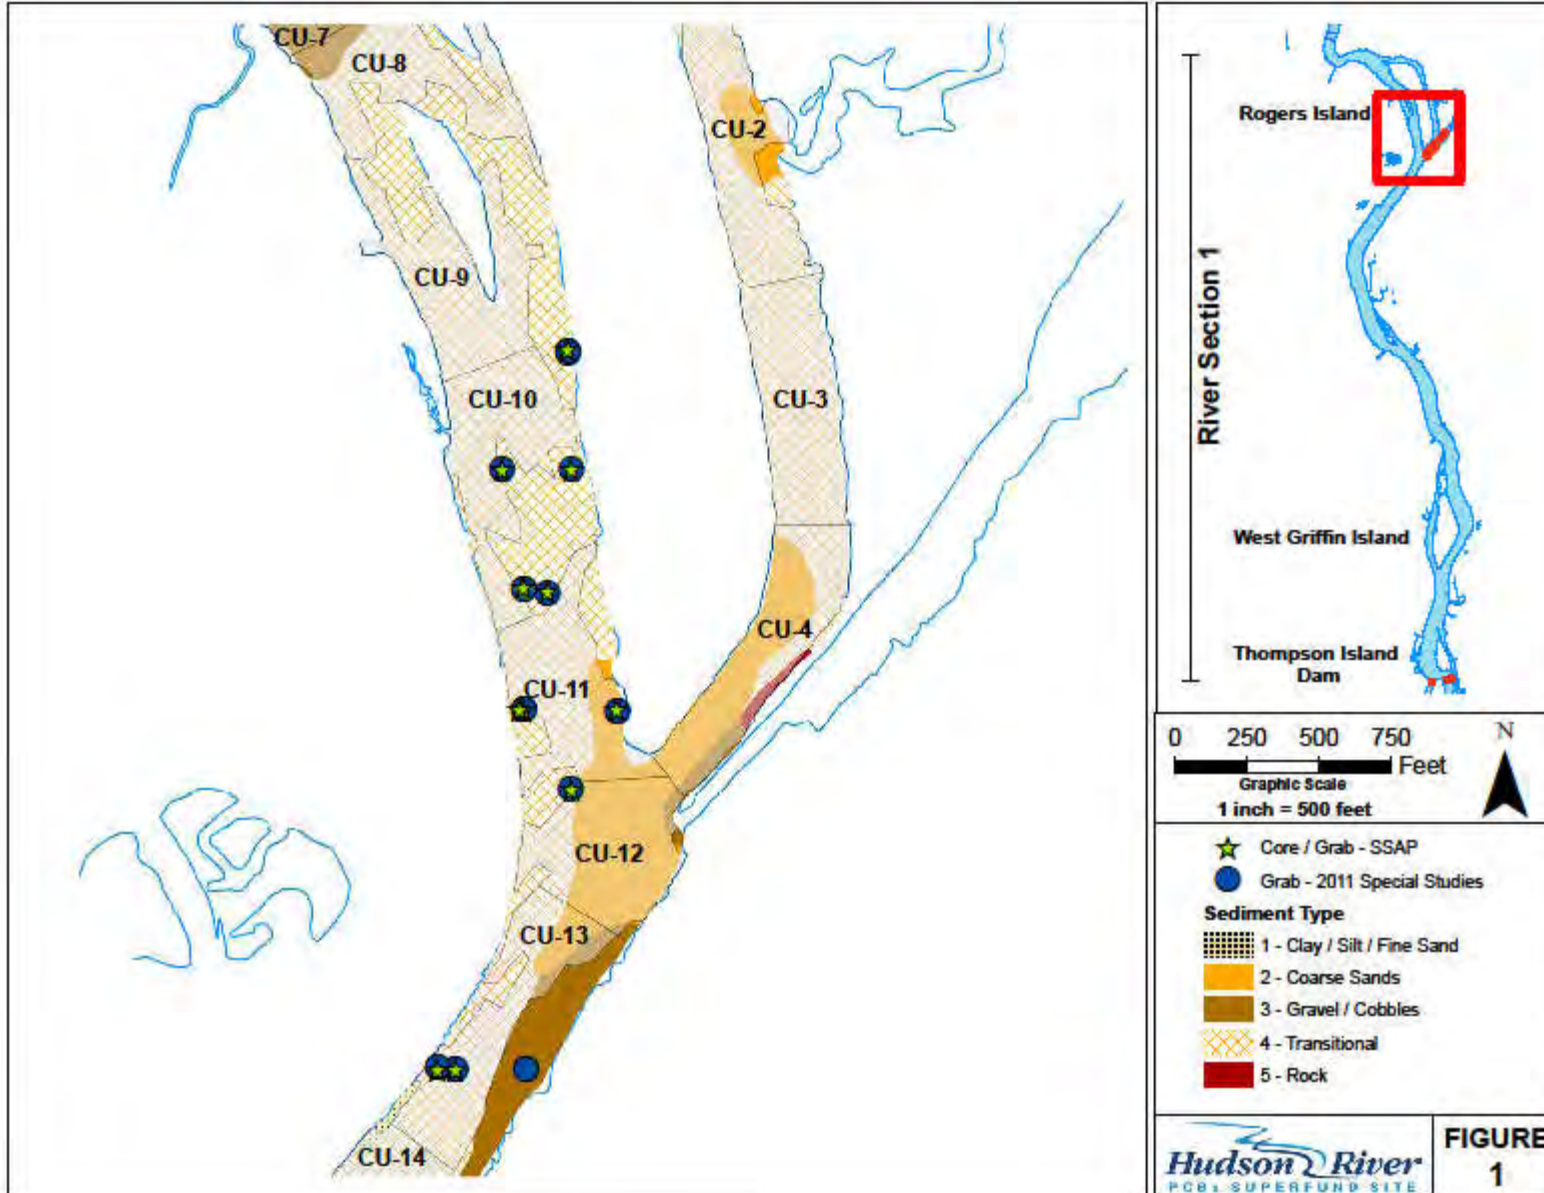 CU-7
CU-8
CU-2
CU-9
CU-10
CU-3
CU-4
CU-11
CU-12
CU-13
CU-14
River Section 1
Rogers Island
West Griffin Island
Thompson Island
Dam
0 250 500 750 Feet
Graphic Scale
1 inch = 500 feet
N
Core / Grab - SSAP
Grab - 2011 Special Studies
Sediment Type
1 - Clay / Silt / Fine Sand
2 - Coarse Sands
3 - Gravel / Cobbles
4 - Transitional
5 - Rock
Hudson River
PCBs SUPERFUND SITE
FIGURE
1